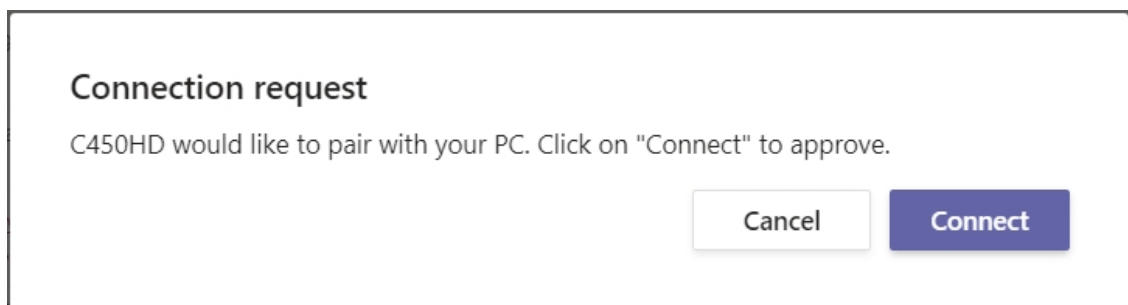 Connection request
C450HD would like to pair with your PC. Click on "Connect" to approve.
Cancel
Connect